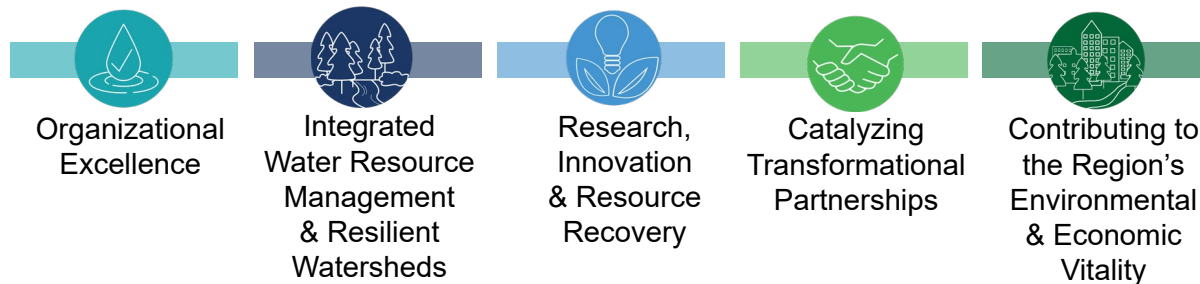 Organizational
Excellence
Integrated
Water Resource
Management
& Resilient
Watersheds
Research,
Innovation
& Resource
Recovery
Catalyzing
Transformational
Partnerships
Contributing to
the Region’s
Environmental
& Economic
Vitality